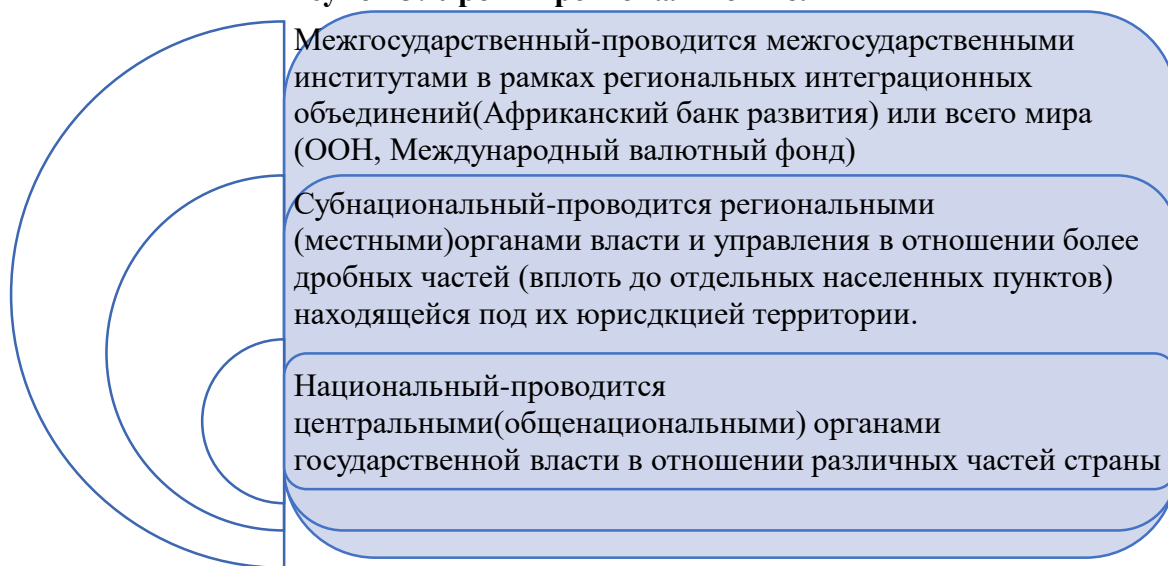 Межгосударственный-проводится межгосударственными
институтами в рамках региональных интеграционных
объединений(Африканский банк развития) или всего мира
(ООН, Международный валютный фонд)
Субнациональный-проводится региональными
(местными)органами власти и управления в отношении более
дробных частей (вплоть до отдельных населенных пунктов)
находящейся под их юрисдкцией территории.
Национальный-проводится
центральными(общенациональными) органами
государственной власти в отношении различных частей страны